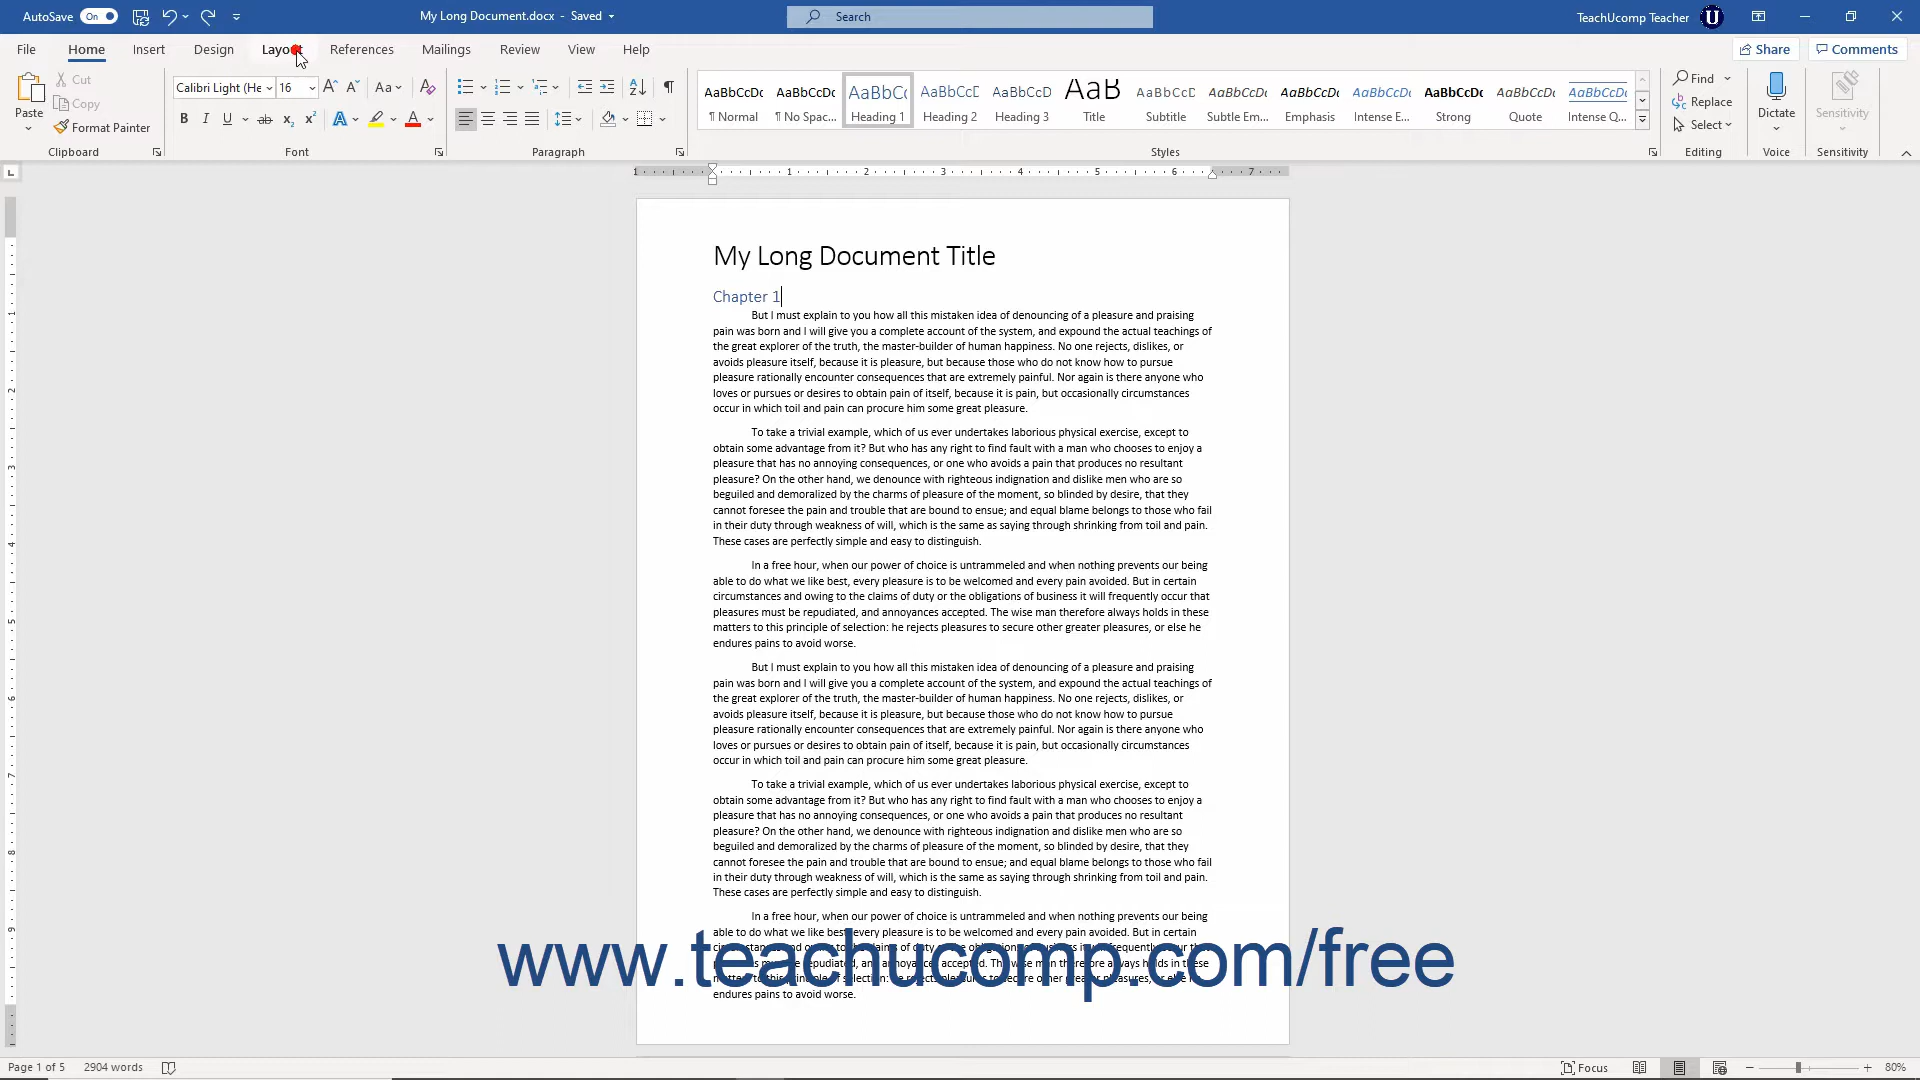 AutoSave On My Long Document.docx - Saved Search TeachUcomp Teacher U
File Home Insert Design Layout References Mailings Review View Help Share Comments
Paste Cut Copy Format Painter Clipboard
Calibri Light (He 16 Aa Font
Paragraph
AaBbCcDc AaBbCcDc AaBbCc AaBbCcD AaBbCcD AaB AaBbCcD AaBbCcDc AaBbCcDc AaBbCcDc AaBbCcDc AaBbCcDc AaBbCcDc
¶ Normal ¶ No Spac... Heading 1 Heading 2 Heading 3 Title Subtitle Subtle Em... Emphasis Intense E... Strong Quote Intense Q...
Styles
Find Replace Select Editing
Dictate Voice
Sensitivity Sensitivity
1 1 2 3 4 5 6 7
My Long Document Title
Chapter 1
But I must explain to you how all this mistaken idea of denouncing of a pleasure and praising
pain was born and I will give you a complete account of the system, and expound the actual teachings of
the great explorer of the truth, the master-builder of human happiness. No one rejects, dislikes, or
avoids pleasure itself, because it is pleasure, but because those who do not know how to pursue
pleasure rationally encounter consequences that are extremely painful. Nor again is there anyone who
loves or pursues or desires to obtain pain of itself, because it is pain, but occasionally circumstances
occur in which toil and pain can procure him some great pleasure.
To take a trivial example, which of us ever undertakes laborious physical exercise, except to
obtain some advantage from it? But who has any right to find fault with a man who chooses to enjoy a
pleasure that has no annoying consequences, or one who avoids a pain that produces no resultant
pleasure? On the other hand, we denounce with righteous indignation and dislike men who are so
beguiled and demoralized by the charms of pleasure of the moment, so blinded by desire, that they
cannot foresee the pain and trouble that are bound to ensue; and equal blame belongs to those who fail
in their duty through weakness of will, which is the same as saying through shrinking from toil and pain.
These cases are perfectly simple and easy to distinguish.
In a free hour, when our power of choice is untrammeled and when nothing prevents our being
able to do what we like best, every pleasure is to be welcomed and every pain avoided. But in certain
circumstances and owing to the claims of duty or the obligations of business it will frequently occur that
pleasures must be repudiated, and annoyances accepted. The wise man therefore always holds in these
matters to this principle of selection: he rejects pleasures to secure other greater pleasures, or else he
endures pains to avoid worse.
But I must explain to you how all this mistaken idea of denouncing of a pleasure and praising
pain was born and I will give you a complete account of the system, and expound the actual teachings of
the great explorer of the truth, the master-builder of human happiness. No one rejects, dislikes, or
avoids pleasure itself, because it is pleasure, but because those who do not know how to pursue
pleasure rationally encounter consequences that are extremely painful. Nor again is there anyone who
loves or pursues or desires to obtain pain of itself, because it is pain, but occasionally circumstances
occur in which toil and pain can procure him some great pleasure.
To take a trivial example, which of us ever undertakes laborious physical exercise, except to
obtain some advantage from it? But who has any right to find fault with a man who chooses to enjoy a
pleasure that has no annoying consequences, or one who avoids a pain that produces no resultant
pleasure? On the other hand, we denounce with righteous indignation and dislike men who are so
beguiled and demoralized by the charms of pleasure of the moment, so blinded by desire, that they
cannot foresee the pain and trouble that are bound to ensue; and equal blame belongs to those who fail
in their duty through weakness of will, which is the same as saying through shrinking from toil and pain.
These cases are perfectly simple and easy to distinguish.
In a free hour, when our power of choice is untrammeled and when nothing prevents our being
able to do what we like best, every pleasure is to be welcomed and every pain avoided. But in certain
www.teachucomp.com/free
endures pains to avoid worse.
Page 1 of 5 2904 words Focus 80%